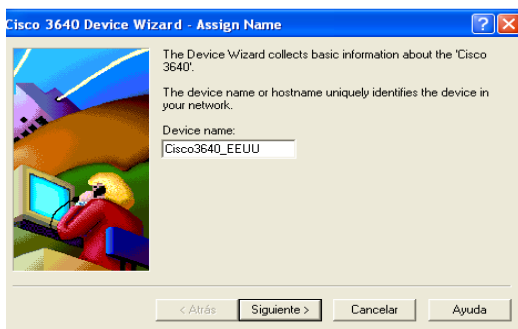 Cisco 3640 Device Wizard - Assign Name
The Device Wizard collects basic information about the 'Cisco
3640'.
The device name or hostname uniquely identifies the device in
your network.
Device name:
Cisco3640_EEUU
< Atrás
Siguiente >
Cancelar
Ayuda